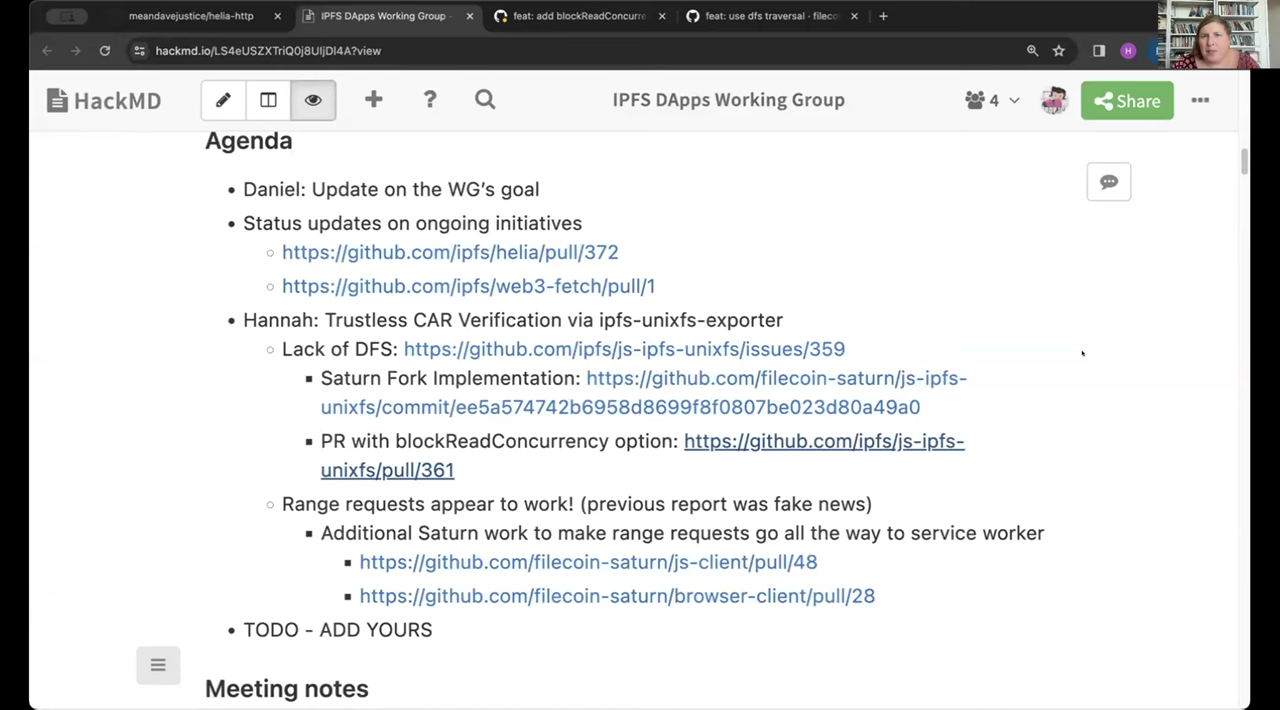 meandavejustice/helia-http
IPFS DApps Working Group -
feat: add blockReadConcurre
feat: use dfs traversal · fileco
hackmd.io/LS4eUSZXTriQ0j8UIjDl4A?view
HackMD
IPFS DApps Working Group
4
Share
Agenda
• Daniel: Update on the WG's goal
• Status updates on ongoing initiatives
○ https://github.com/ipfs/helia/pull/372
○ https://github.com/ipfs/web3-fetch/pull/1
• Hannah: Trustless CAR Verification via ipfs-unixfs-exporter
○ Lack of DFS: https://github.com/ipfs/js-ipfs-unixfs/issues/359
▪ Saturn Fork Implementation: https://github.com/filecoin-saturn/js-ipfs-
unixfs/commit/ee5a574742b6958d8699f8f0807be023d80a49a0
▪ PR with blockReadConcurrency option: https://github.com/ipfs/js-ipfs-
unixfs/pull/361
○ Range requests appear to work! (previous report was fake news)
▪ Additional Saturn work to make range requests go all the way to service worker
▪ https://github.com/filecoin-saturn/js-client/pull/48
▪ https://github.com/filecoin-saturn/browser-client/pull/28
• TODO - ADD YOURS
Meeting notes
H